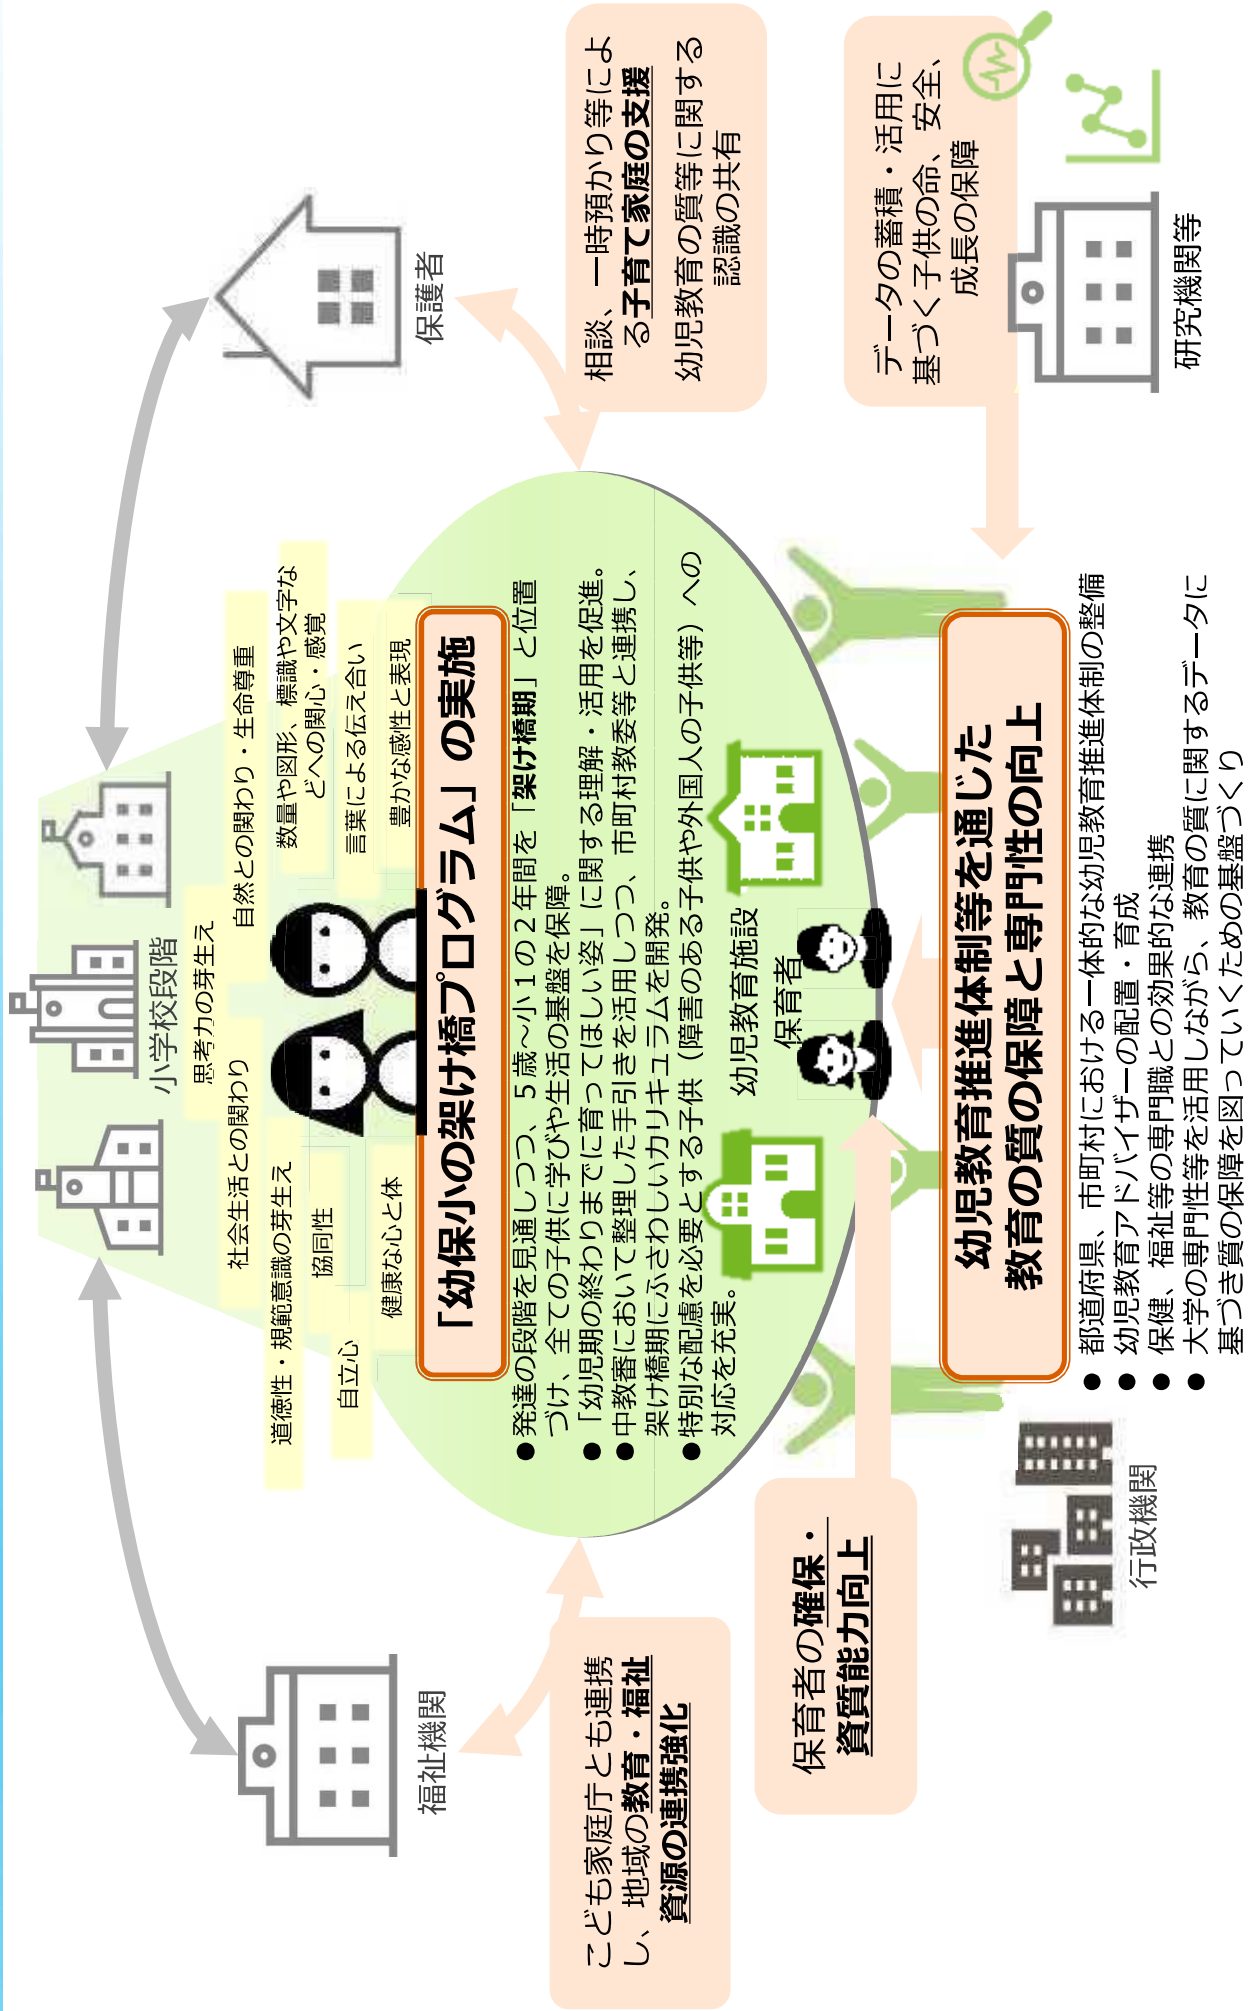 小学校段階
思考力の芽生え
社会生活との関わり
自然との関わり・生命尊重
道徳性・規範意識の芽生え
数量や図形、標識や文字な
どへの関心・感覚
協同性
言葉による伝え合い
自立心
健康な心と体
豊かな感性と表現
福祉機関
保護者
「幼保小の架け橋プログラム」の実施
●発達の段階を見通しつつ、５歳～小１の２年間を「架け橋期」と位置
づけ、全ての子供に学びや生活の基盤を保障。
●「幼児期の終わりまでに育ってほしい姿」に関する理解・活用を促進。
●中教審において整理した手引きを活用しつつ、市町村教委等と連携し、
架け橋期にふさわしいカリキュラムを開発。
●特別な配慮を必要とする子供（障害のある子供や外国人の子供等）への
対応を充実。
幼児教育施設
保育者
こども家庭庁とも連携
し、地域の教育・福祉
資源の連携強化
相談、一時預かり等によ
る子育て家庭の支援
幼児教育の質等に関する
認識の共有
保育者の確保・
資質能力向上
データの蓄積・活用に
基づく子供の命、安全、
成長の保障
幼児教育推進体制等を通じた
教育の質の保障と専門性の向上
行政機関
研究機関等
● 都道府県、市町村における一体的な幼児教育推進体制の整備
● 幼児教育アドバイザーの配置・育成
● 保健、福祉等の専門職との効果的な連携
● 大学の専門性等を活用しながら、教育の質に関するデータに
基づき質の保障を図っていくための基盤づくり